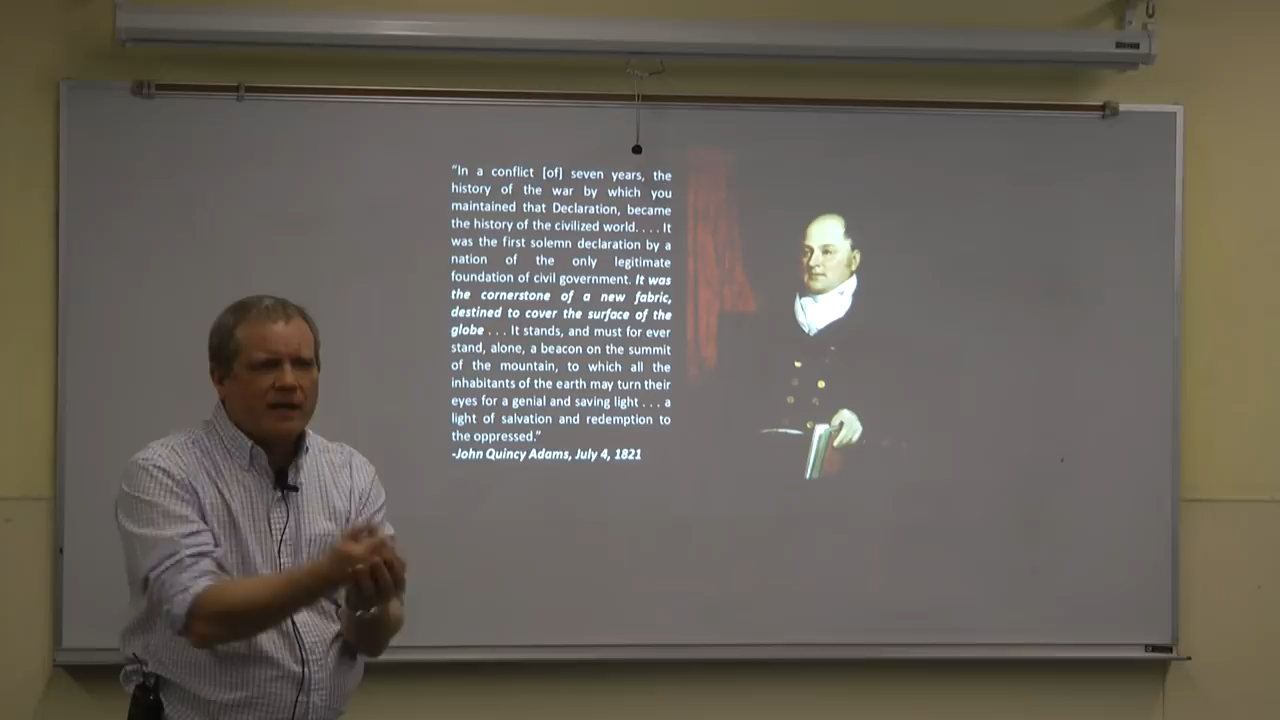 “In a conflict [of] seven years, the
history of the war by which you
maintained that Declaration, became
the history of the civilized world. . . . It
was the first solemn declaration by a
nation of the only legitimate
foundation of civil government. It was
the cornerstone of a new fabric,
destined to cover the surface of the
globe . . . It stands, and must for ever
stand, alone, a beacon on the summit
of the mountain, to which all the
inhabitants of the earth may turn their
eyes for a genial and saving light . . . a
light of salvation and redemption to
the oppressed.”
-John Quincy Adams, July 4, 1821